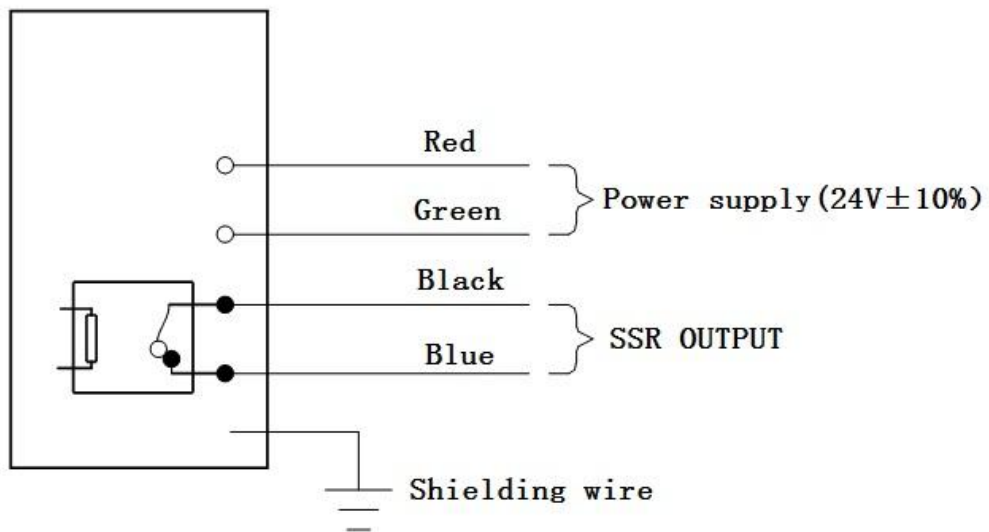 Red
Green
Power supply(24V±10%)
Black
Blue
SSR OUTPUT
Shielding wire